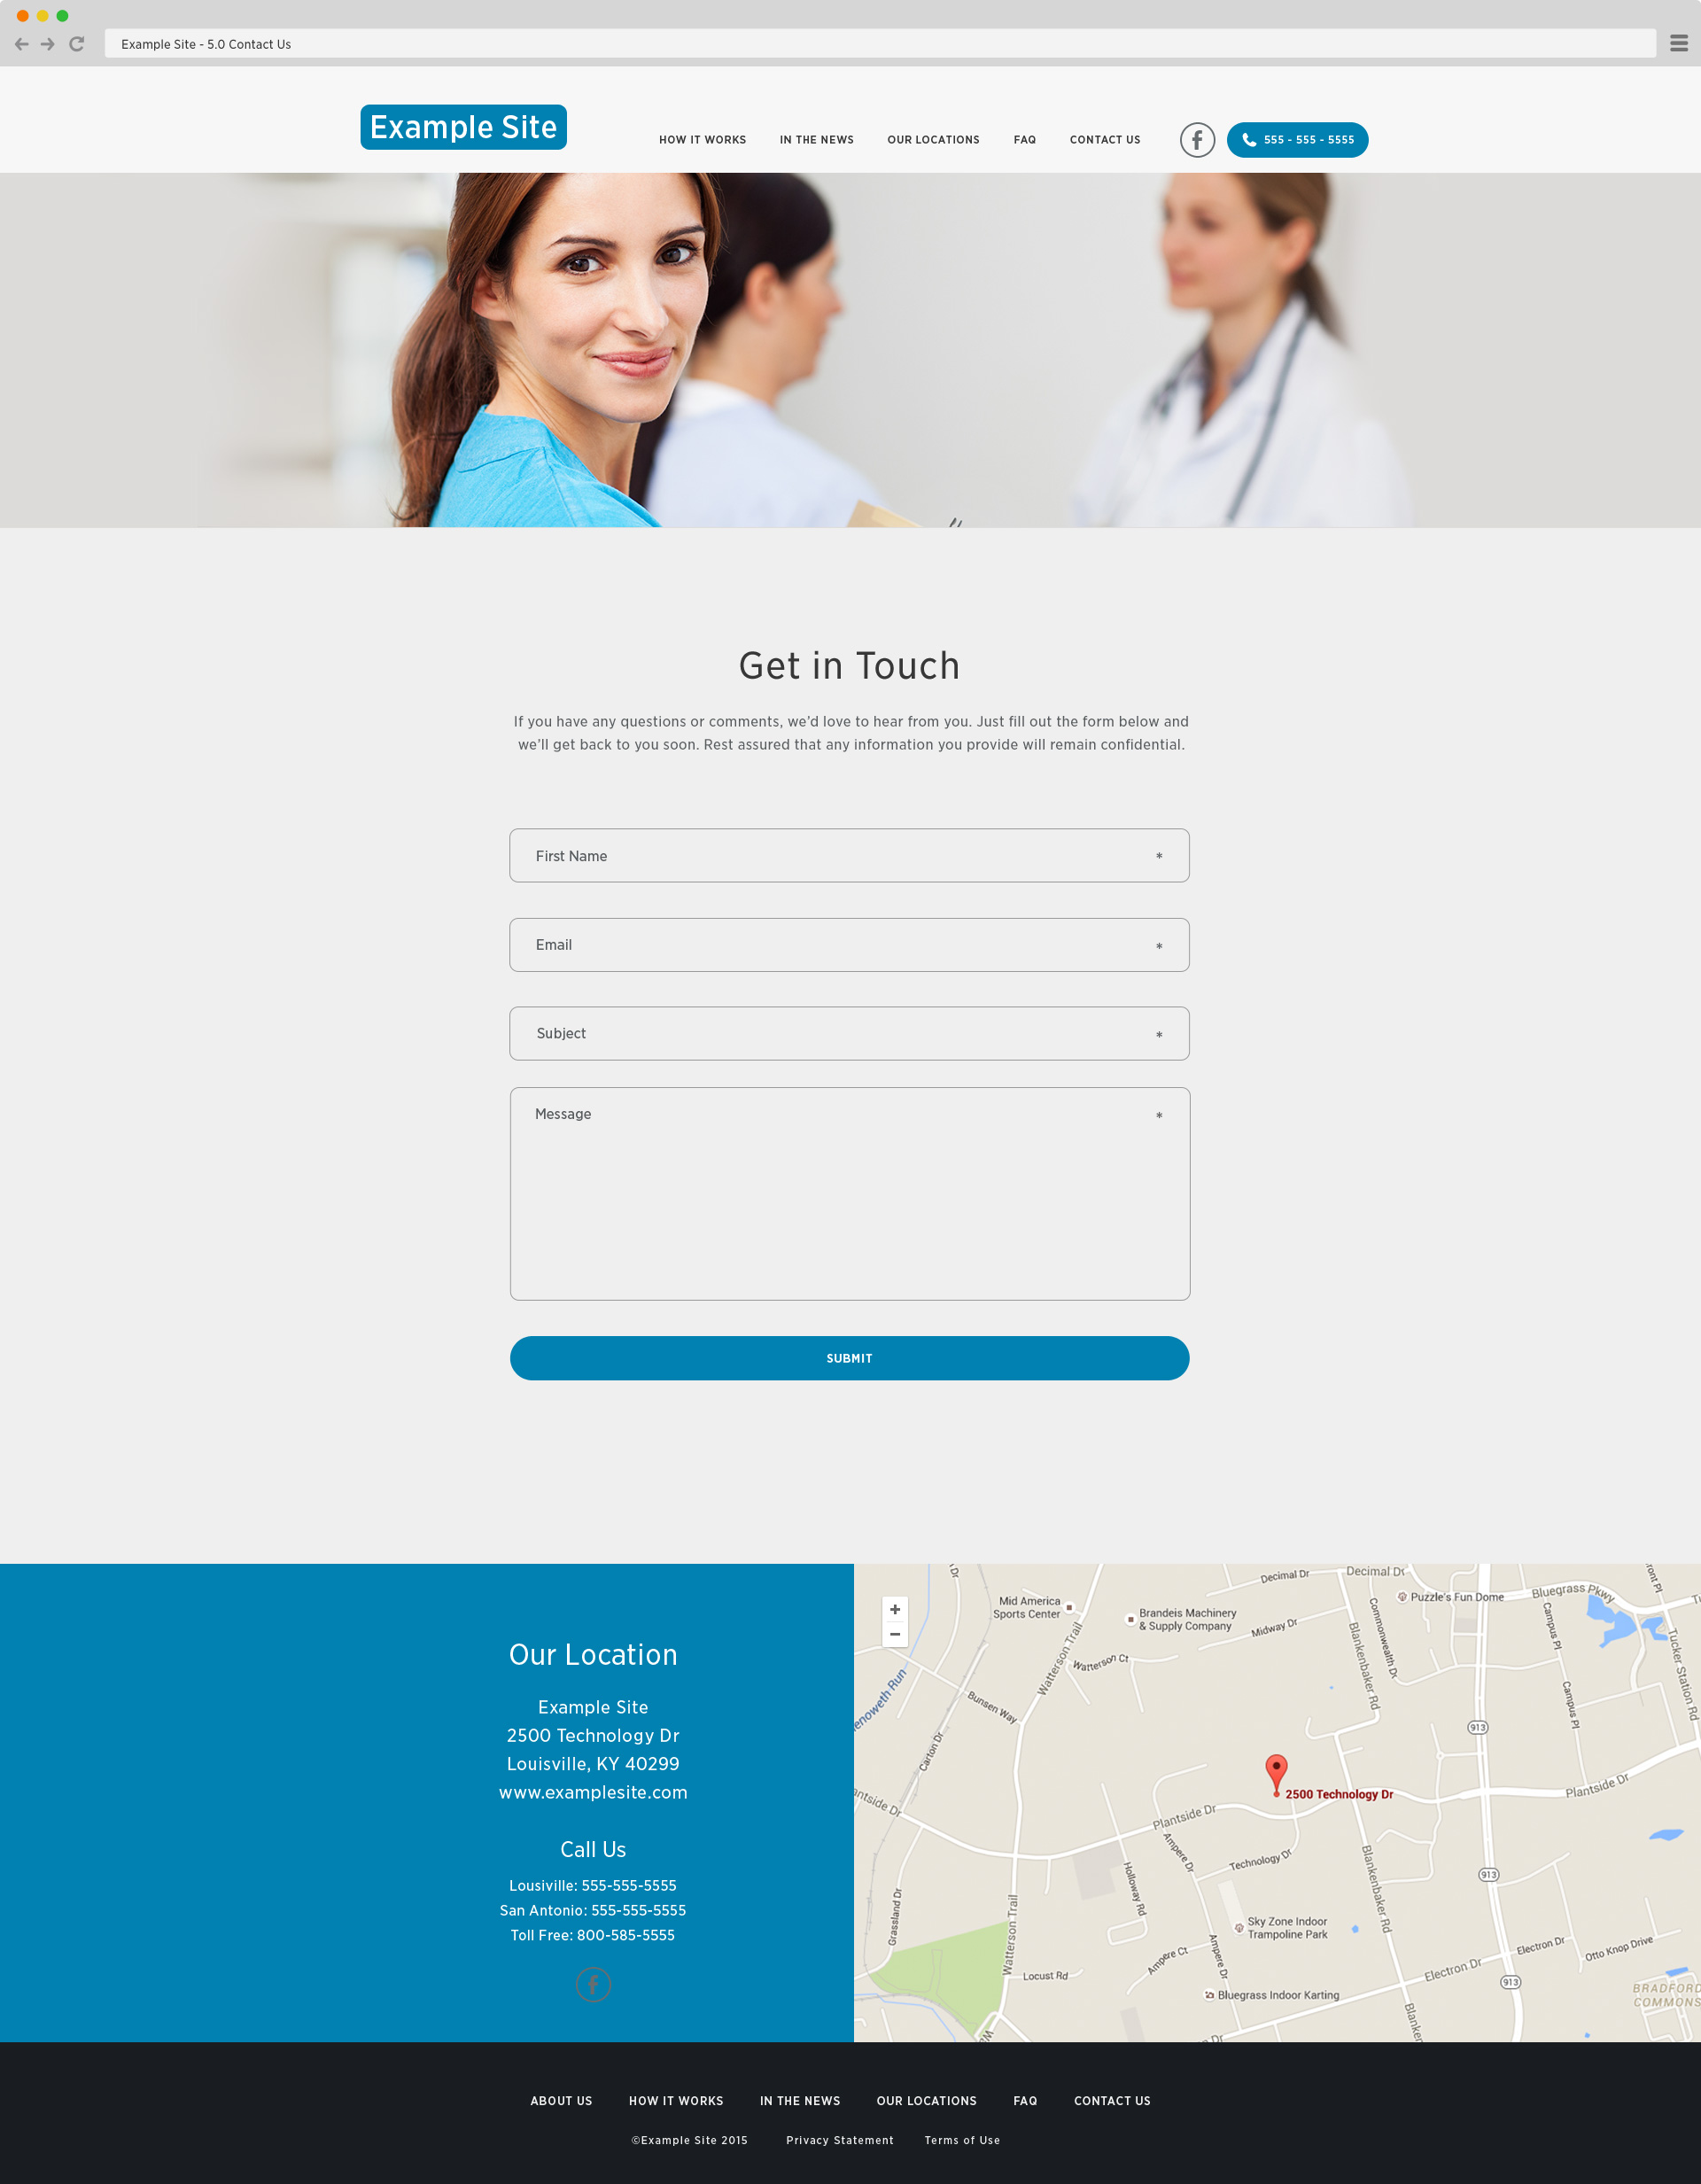 Example Site - 5.0 Contact Us
Example Site
HOW IT WORKS
IN THE NEWS
OUR LOCATIONS
FAQ
CONTACT US
555 - 555 - 5555
Get in Touch
If you have any questions or comments, we'd love to hear from you. Just fill out the form below and
we'll get back to you soon. Rest assured that any information you provide will remain confidential.
First Name *
Email *
Subject *
Message *
SUBMIT
Our Location
Example Site
2500 Technology Dr
Louisville, KY 40299
www.examplesite.com
Call Us
Lousiville: 555-555-5555
San Antonio: 555-555-5555
Toll Free: 800-585-5555
Decimal Dr
Decimal Dr
Mid America
Sports Center
Brandeis Machinery
& Supply Company
Puzzle's Fun Dome
Bluegrass Pkwy
Midway Dr
Commonwealth Dr
Campus Pl
Watterson Trail
Watterson Ct
Blankenbaker Rd
Tucker Station Rd
enoweth Run
Bunsen Way
Campus Pl
913
Carton Dr
2500 Technology Dr
Plantside Dr
antside Dr
Plantside Dr
Ampere Dr
Technology Dr
913
Holloway Rd
Blankenbaker Rd
Grassland Dr
Watterson Trail
Sky Zone Indoor
Trampoline Park
Ampere Ct
Ampere Dr
Electron Dr
Otto Knop Drive
Locust Rd
Electron Dr
913
Bluegrass Indoor Karting
BRADFORD
COMMONS
Blanken
ABOUT US
HOW IT WORKS
IN THE NEWS
OUR LOCATIONS
FAQ
CONTACT US
©Example Site 2015
Privacy Statement
Terms of Use